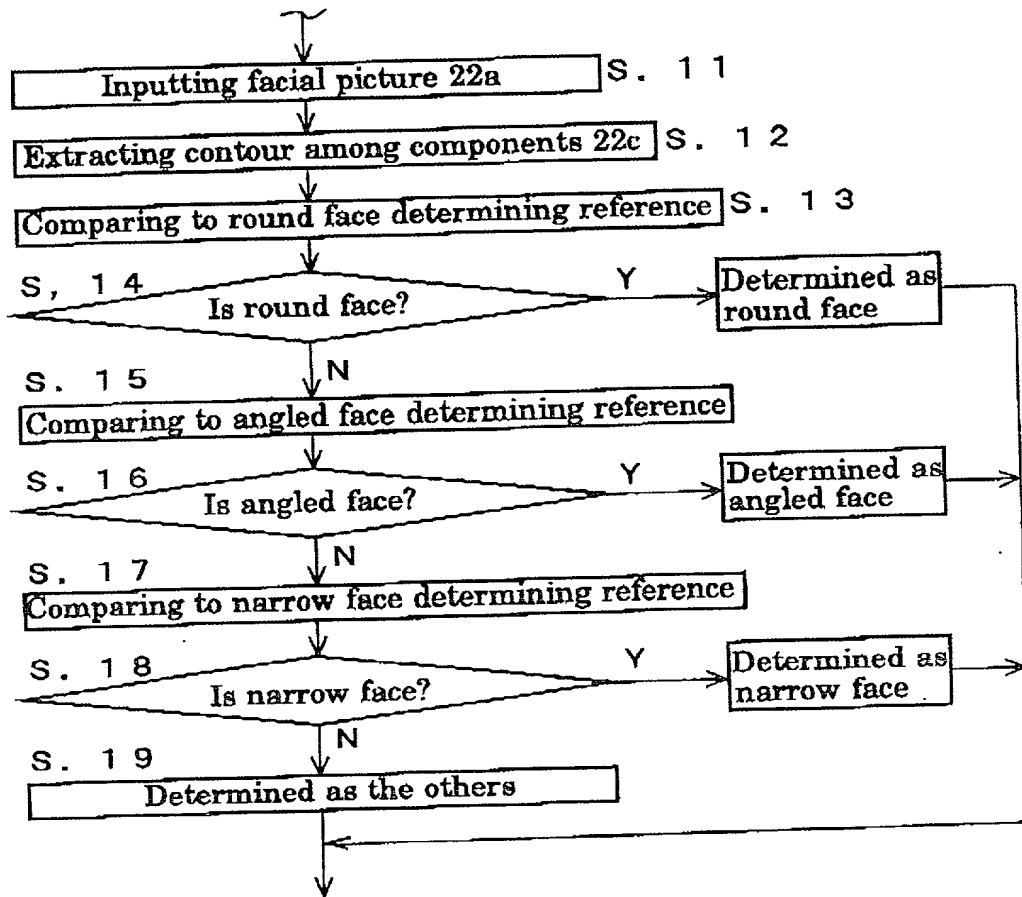 Inputting facial picture 22a S. 11
Extracting contour among components 22c S. 12
Comparing to round face determining reference S. 13
S, 14
Is round face?
Y
Determined as
round face
N
S. 15
Comparing to angled face determining reference
S. 16
Is angled face?
Y
Determined as
angled face
N
S. 17
Comparing to narrow face determining reference
S. 18
Is narrow face?
Y
Determined as
narrow face
N
S. 19
Determined as the others